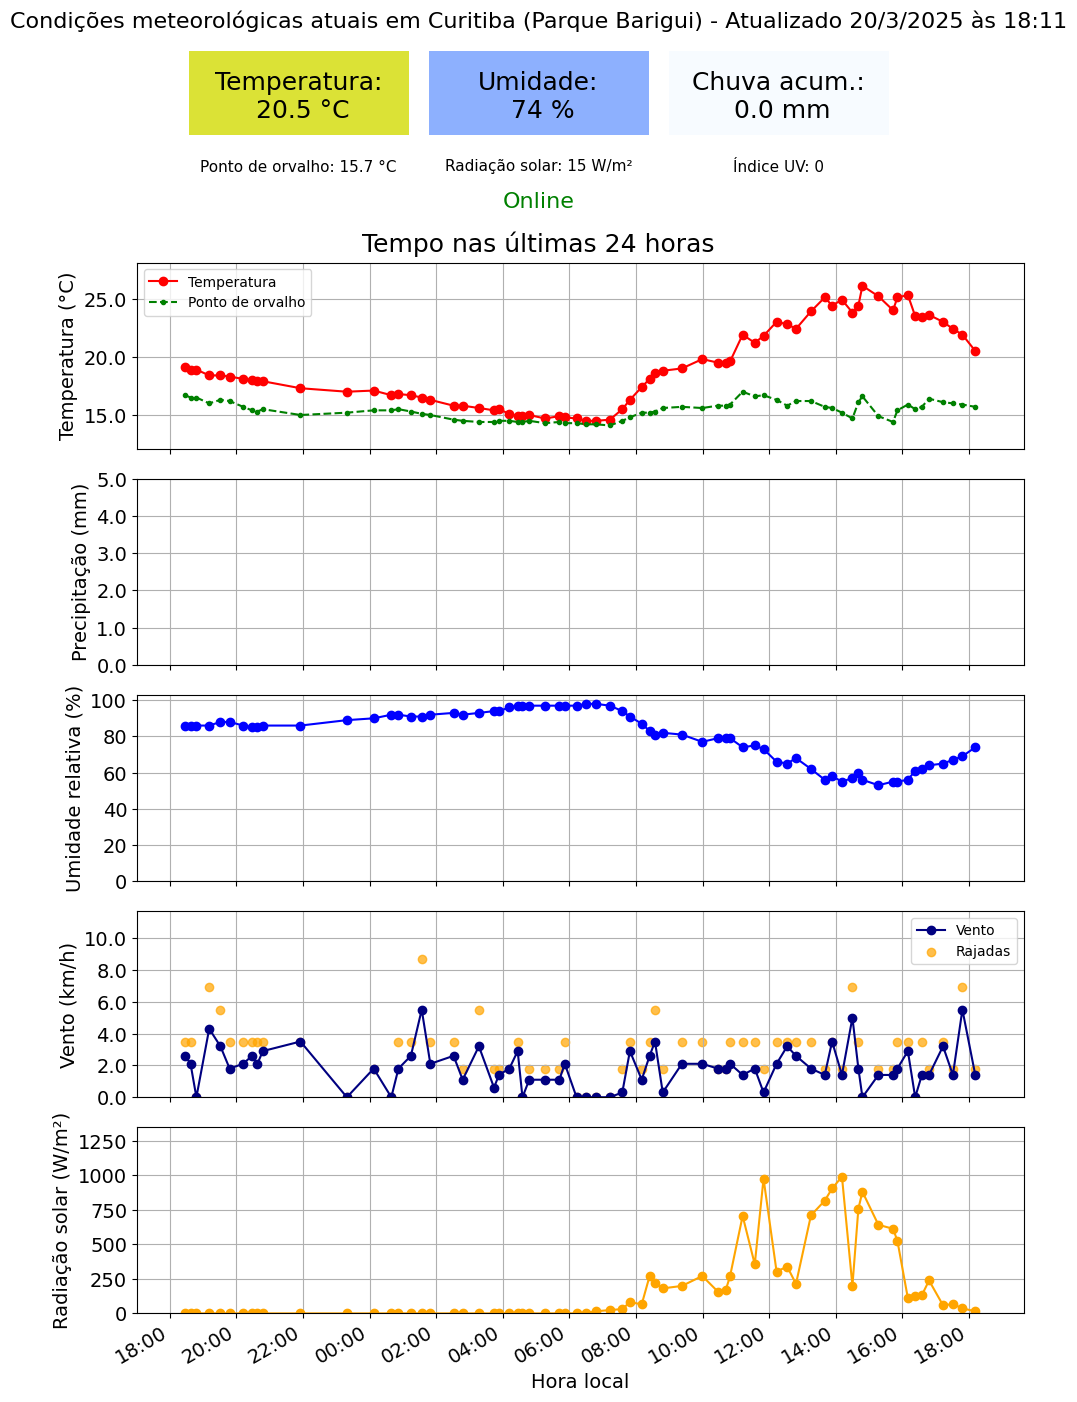 Condições meteorológicas atuais em Curitiba (Parque Barigui) - Atualizado 20/3/2025 às 18:11
Temperatura:
20.5 °C
Umidade:
74 %
Chuva acum.:
0.0 mm
Ponto de orvalho: 15.7 °C
Radiação solar: 15 W/m²
Índice UV: 0
Online
Tempo nas últimas 24 horas
Temperatura (°C)
25.0
20.0
15.0
Temperatura
Ponto de orvalho
Precipitação (mm)
5.0
4.0
3.0
2.0
1.0
0.0
Umidade relativa (%)
100
80
60
40
20
0
Vento (km/h)
10.0
8.0
6.0
4.0
2.0
0.0
Vento
Rajadas
Radiação solar (W/m²)
1250
1000
750
500
250
0
18:00
20:00
22:00
00:00
02:00
04:00
06:00
08:00
10:00
12:00
14:00
16:00
18:00
Hora local